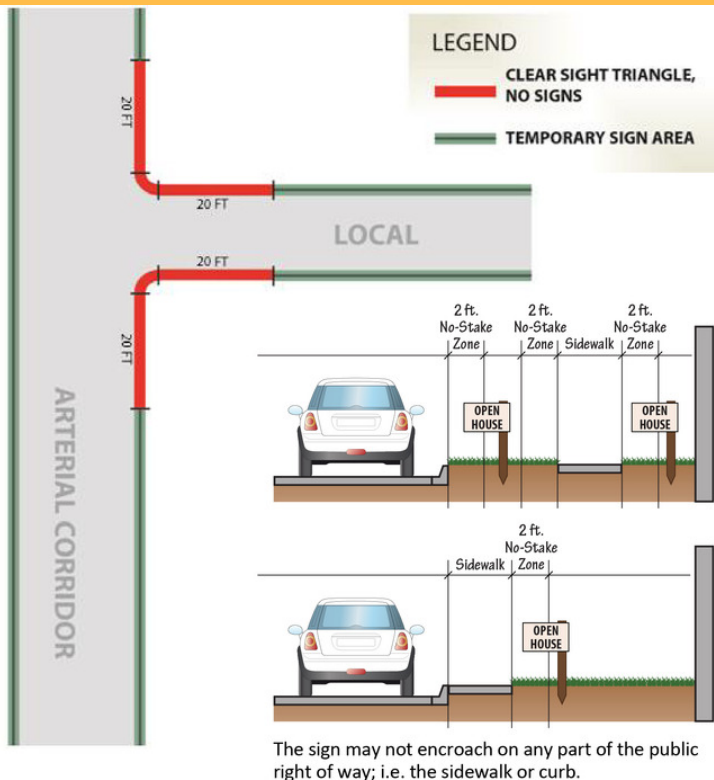 LEGEND
CLEAR SIGHT TRIANGLE,
NO SIGNS
TEMPORARY SIGN AREA
20 FT
20 FT
LOCAL
20 FT
20 FT
ARTERIAL CORRIDOR
2 ft.
No-Stake
Zone
2 ft.
No-Stake
Zone
Sidewalk
2 ft.
No-Stake
Zone
OPEN
HOUSE
OPEN
HOUSE
2 ft.
No-Stake
Zone
Sidewalk
OPEN
HOUSE
The sign may not encroach on any part of the public
right of way; i.e. the sidewalk or curb.